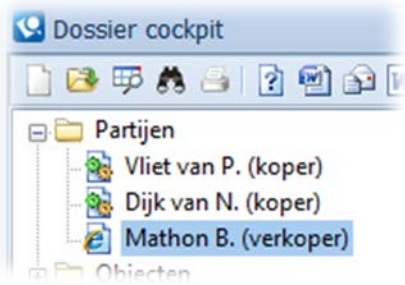 Dossier cockpit
Partijen
Vliet van P. (koper)
Dijk van N. (koper)
Mathon B. (verkoper)
Objecten